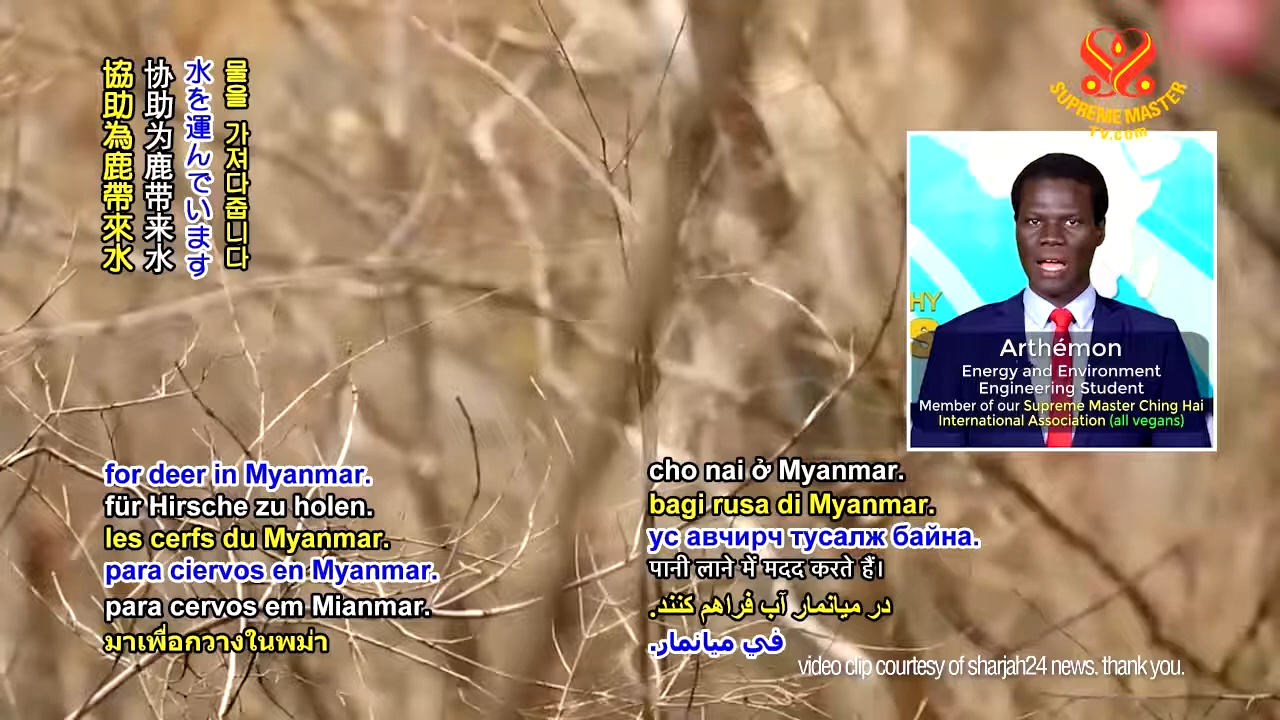 協助為鹿帶來水
协助为鹿带来水
水を運んでいます
물을 가져다줍니다
SUPREME MASTER
TV.com
HY
S
Arthémon
Energy and Environment
Engineering Student
Member of our Supreme Master Ching Hai
International Association (all vegans)
for deer in Myanmar.
für Hirsche zu holen.
les cerfs du Myanmar.
para ciervos en Myanmar.
para cervos em Mianmar.
มาเพื่อกวางในพม่า
cho nai ở Myanmar.
bagi rusa di Myanmar.
ус авчирч тусалж байна.
पानी लाने में मदद करते हैं।
در میانمار آب فراهم کنند.
في ميانمار.
video clip courtesy of sharjah24 news. thank you.